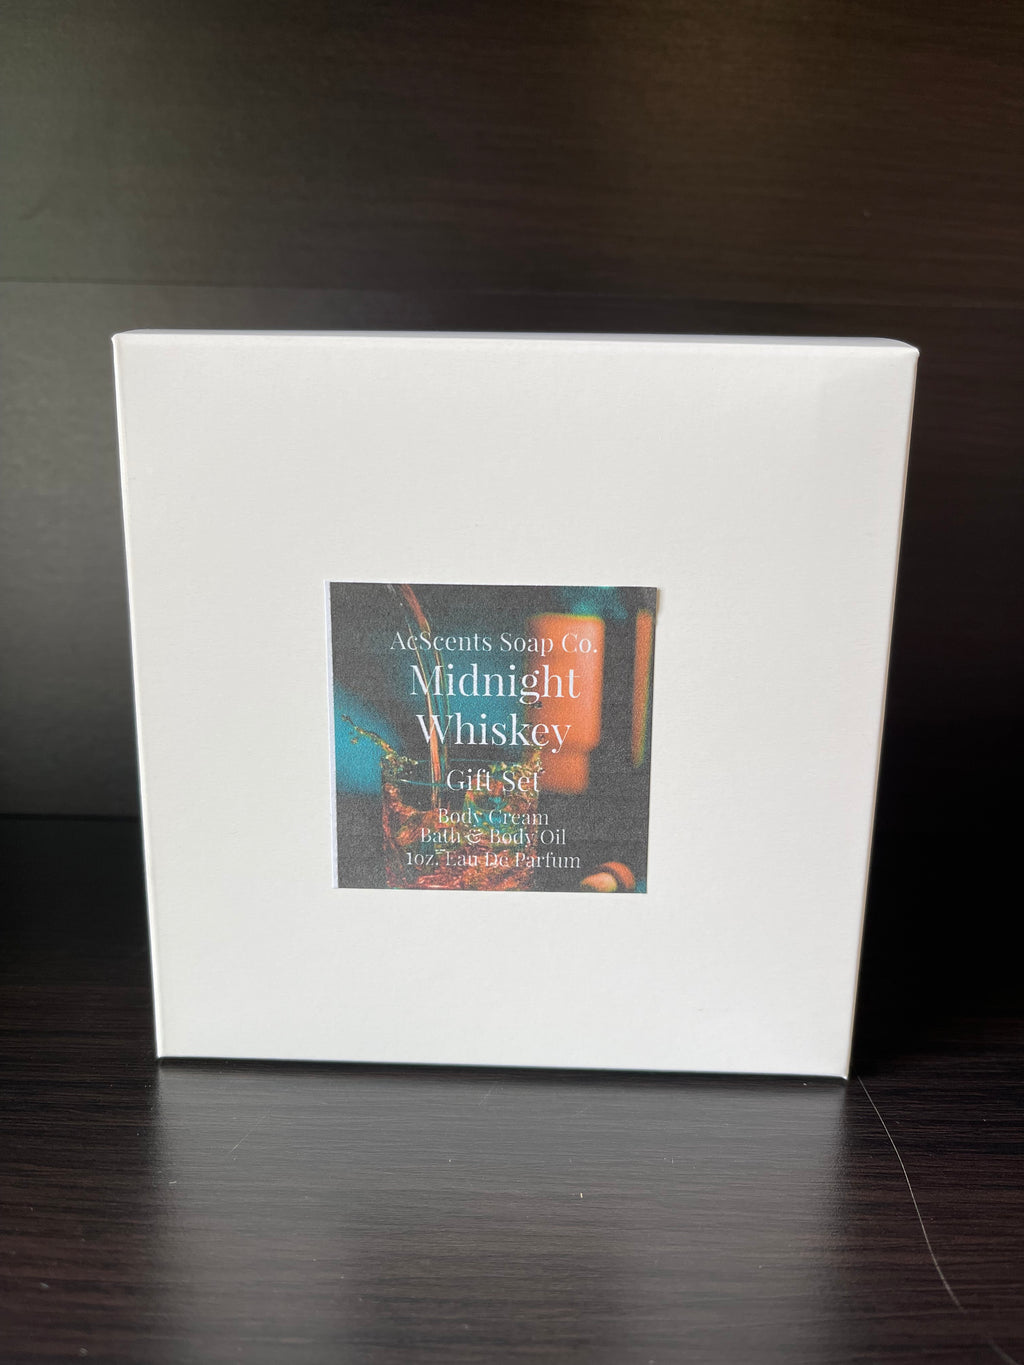 AcScents Soap Co.
Midnight
Whiskey
Gift Set
Body Cream
Bath & Body Oil
1oz. Eau De Parfum